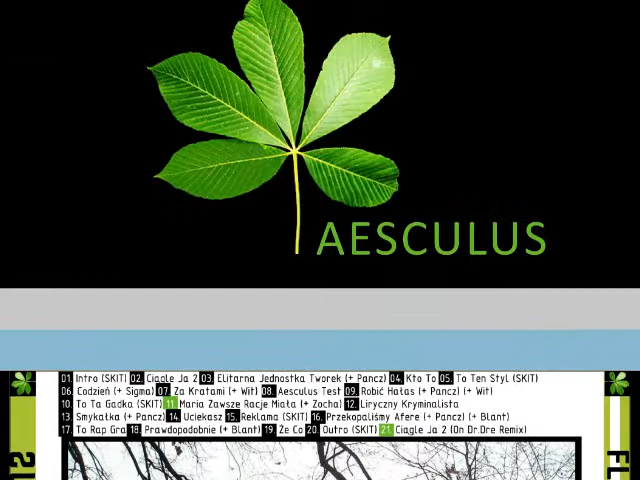 AESCULUS
01. Intro (SKIT) 02. Ciągle Ja 2 03. Elitarna Jednostka Tworek (+ Pancz) 04. Kto To 05. To Ten Styl (SKIT)
06. Codzień (+ Sigma) 07. Za Kratami (+ Wit) 08. Aesculus Test 09. Robić Hałas (+ Pancz) (+ Wit)
10. To Ta Gadka (SKIT) 11. Maria Zawsze Racje Miała (+ Zocha) 12. Liryczny Kryminalista
13. Smykałka (+ Pancz) 14. Uciekasz 15. Reklama (SKIT) 16. Przekopaliśmy Afere (+ Pancz) (+ Blant)
17. To Rap Gra 18. Prawdopodobnie (+ Blant) 19. Że Co 20. Outro (SKIT) 21. Ciągle Ja 2 (On Dr.Dre Remix)